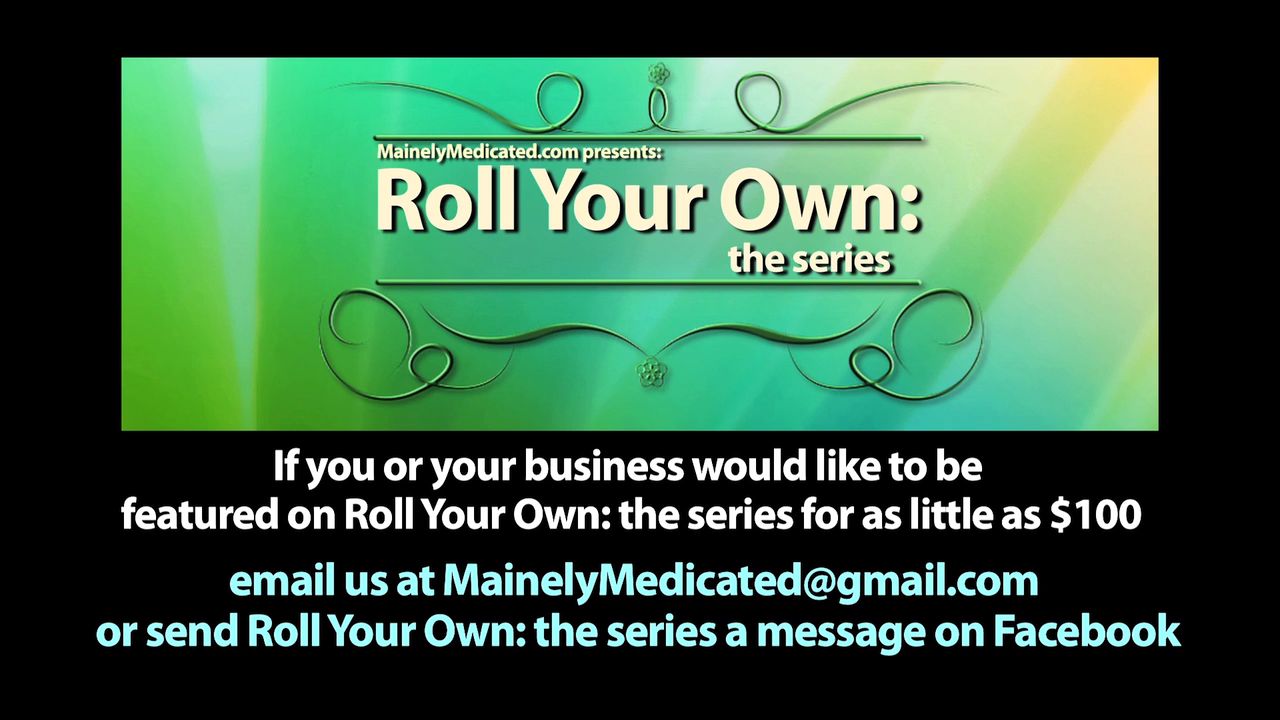 MainelyMedicated.com presents:
Roll Your Own:
the series
If you or your business would like to be
featured on Roll Your Own: the series for as little as $100
email us at MainelyMedicated@gmail.com
or send Roll Your Own: the series a message on Facebook